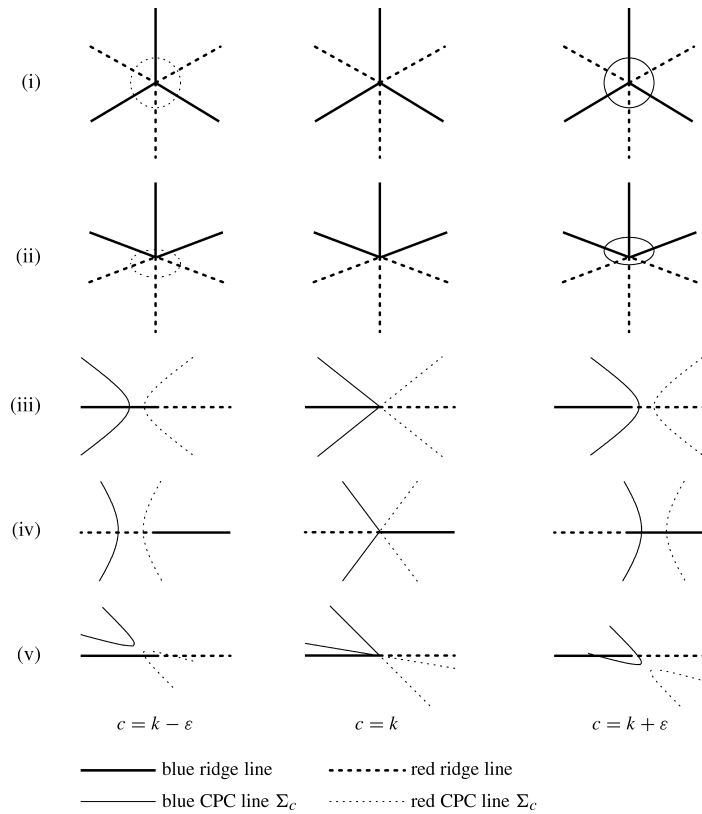 (i)
(ii)
(iii)
(iv)
(v)
c = k − ε c = k c = k + ε
blue ridge line red ridge line
blue CPC line Σc red CPC line Σc